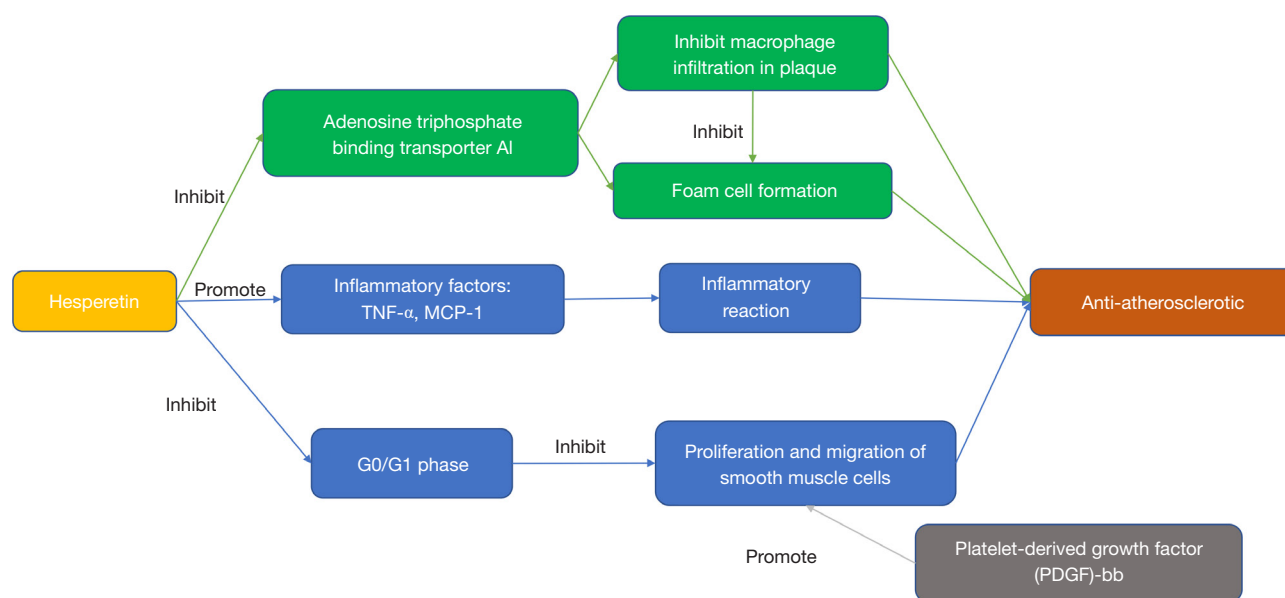 Inhibit macrophage
infiltration in plaque
Adenosine triphosphate
binding transporter AI
Inhibit
Foam cell formation
Inhibit
Hesperetin
Promote
Inflammatory factors:
TNF-α, MCP-1
Inflammatory
reaction
Anti-atherosclerotic
Inhibit
G0/G1 phase
Inhibit
Proliferation and migration of
smooth muscle cells
Promote
Platelet-derived growth factor
(PDGF)-bb